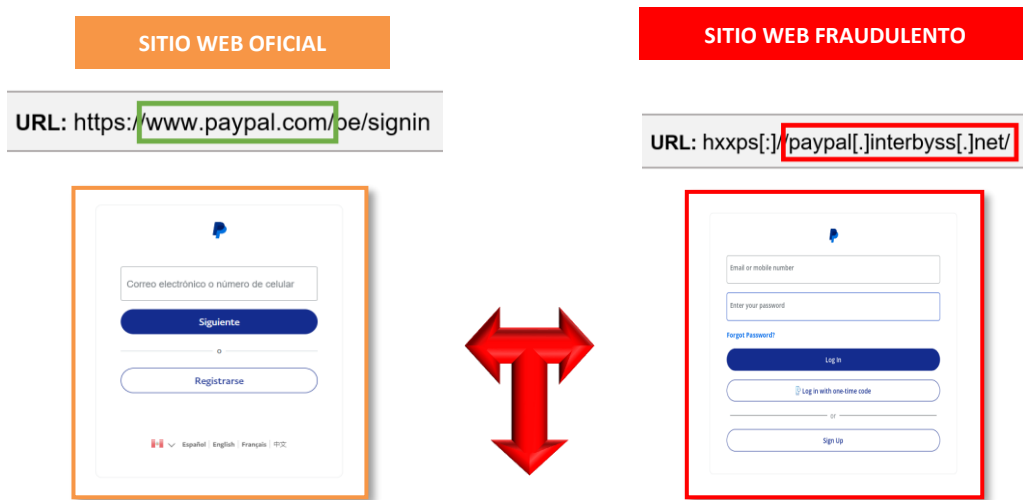 SITIO WEB OFICIAL
URL: https://www.paypal.com/pe/signin
Correo electrónico o número de celular
Siguiente
o
Registrarse
Español | English | Français | 中文
SITIO WEB FRAUDULENTO
URL: hxxps[:]//paypal[.]interbyss[.]net/
Email or mobile number
Enter your password
Forgot Password?
Log In
Log in with one-time code
or
Sign Up